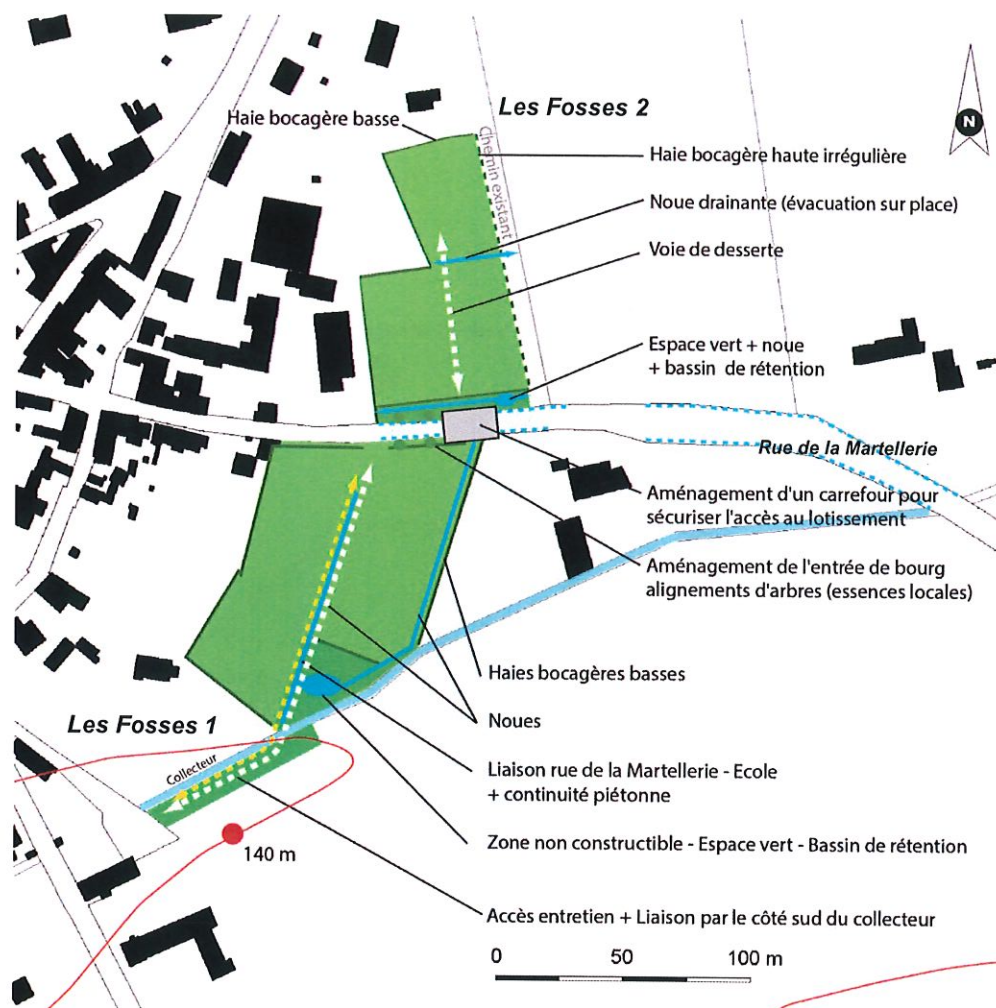 Les Fosses 2
Haie bocagère basse
N
Chemin existant
Haie bocagère haute irrégulière
Noue drainante (évacuation sur place)
Voie de desserte
Espace vert + noue
+ bassin de rétention
Rue de la Martellerie
Aménagement d'un carrefour pour
sécuriser l'accès au lotissement
Aménagement de l'entrée de bourg
alignements d'arbres (essences locales)
Haies bocagères basses
Les Fosses 1
Noues
Collecteur
Liaison rue de la Martellerie - Ecole
+ continuité piétonne
140 m
Zone non constructible - Espace vert - Bassin de rétention
Accès entretien + Liaison par le côté sud du collecteur
0 50 100 m